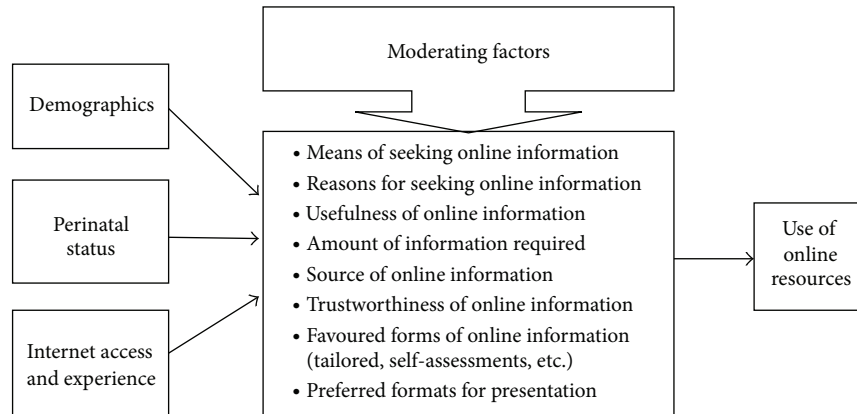 Moderating factors
Demographics
Perinatal
status
Internet access
and experience
• Means of seeking online information
• Reasons for seeking online information
• Usefulness of online information
• Amount of information required
• Source of online information
• Trustworthiness of online information
• Favoured forms of online information
(tailored, self-assessments, etc.)
• Preferred formats for presentation
Use of
online
resources